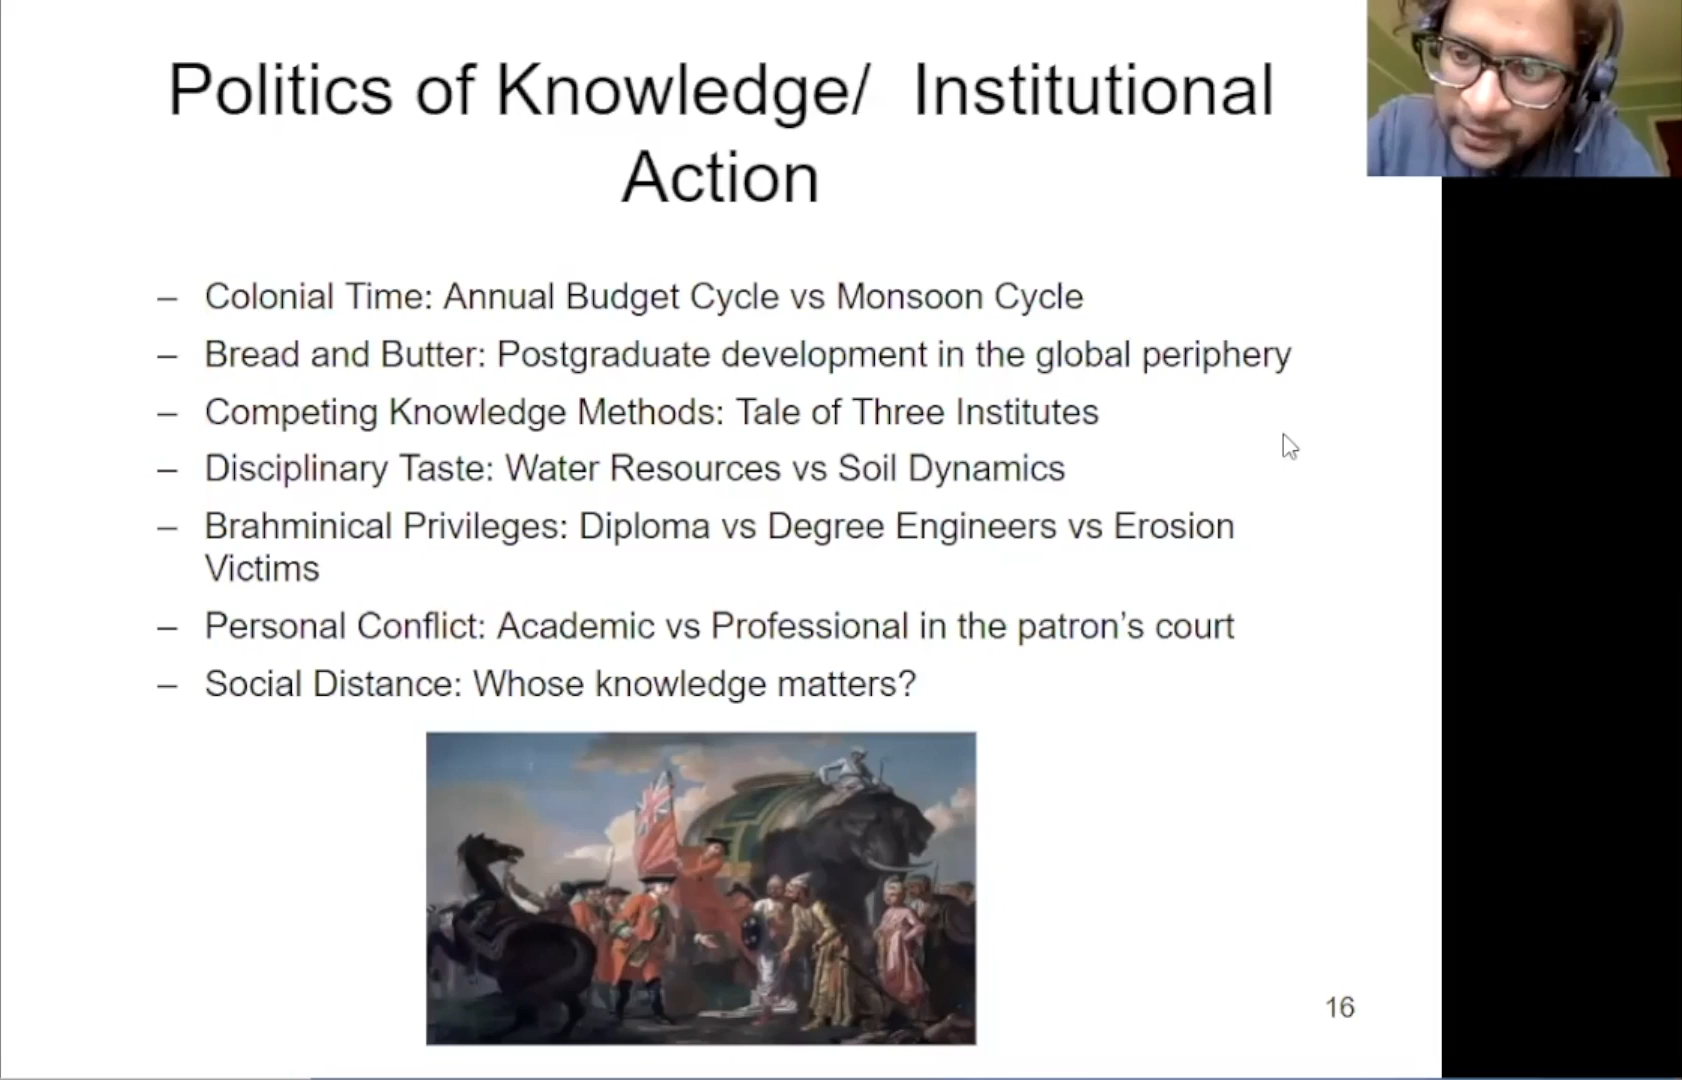 Politics of Knowledge/ Institutional
Action
– Colonial Time: Annual Budget Cycle vs Monsoon Cycle
– Bread and Butter: Postgraduate development in the global periphery
– Competing Knowledge Methods: Tale of Three Institutes
– Disciplinary Taste: Water Resources vs Soil Dynamics
– Brahminical Privileges: Diploma vs Degree Engineers vs Erosion
Victims
– Personal Conflict: Academic vs Professional in the patron’s court
– Social Distance: Whose knowledge matters?
16